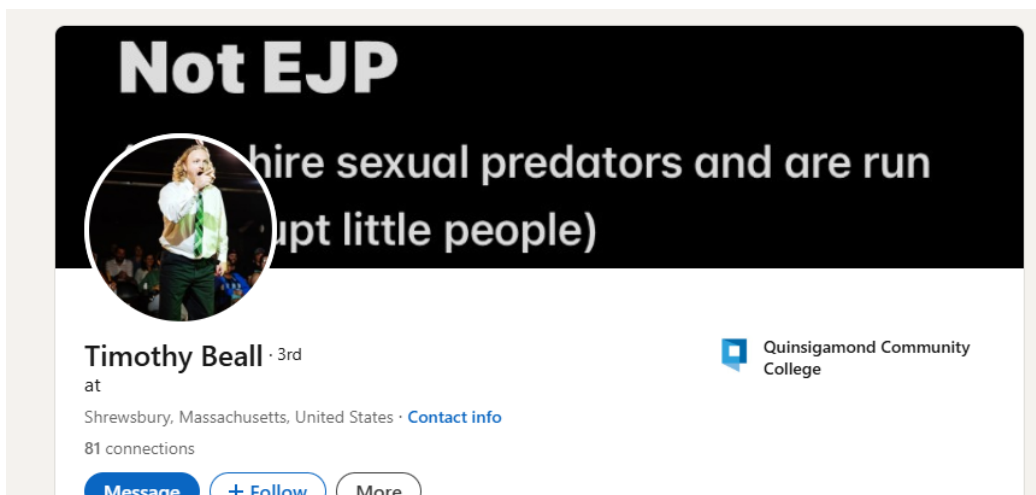 Not EJP
hire sexual predators and are run
upt little people)
Timothy Beall · 3rd
at
Quinsigamond Community
College
Shrewsbury, Massachusetts, United States · Contact info
81 connections
Message
+ Follow
More